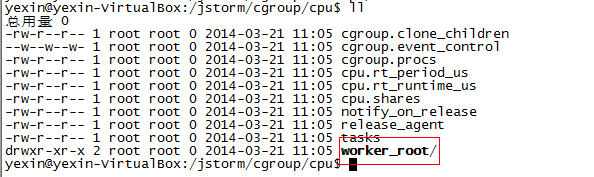 yexin@yexin-VirtualBox:/jstorm/cgroup/cpu$ ll
总用量 0
-rw-r--r-- 1 root root 0 2014-03-21 11:05 cgroup.clone_children
--w--w--w- 1 root root 0 2014-03-21 11:05 cgroup.event_control
-rw-r--r-- 1 root root 0 2014-03-21 11:05 cgroup.procs
-rw-r--r-- 1 root root 0 2014-03-21 11:05 cpu.rt_period_us
-rw-r--r-- 1 root root 0 2014-03-21 11:05 cpu.rt_runtime_us
-rw-r--r-- 1 root root 0 2014-03-21 11:05 cpu.shares
-rw-r--r-- 1 root root 0 2014-03-21 11:05 notify_on_release
-rw-r--r-- 1 root root 0 2014-03-21 11:05 release_agent
-rw-r--r-- 1 root root 0 2014-03-21 11:05 tasks
drwxr-xr-x 2 root root 0 2014-03-21 11:05 worker_root/
yexin@yexin-VirtualBox:/jstorm/cgroup/cpu$